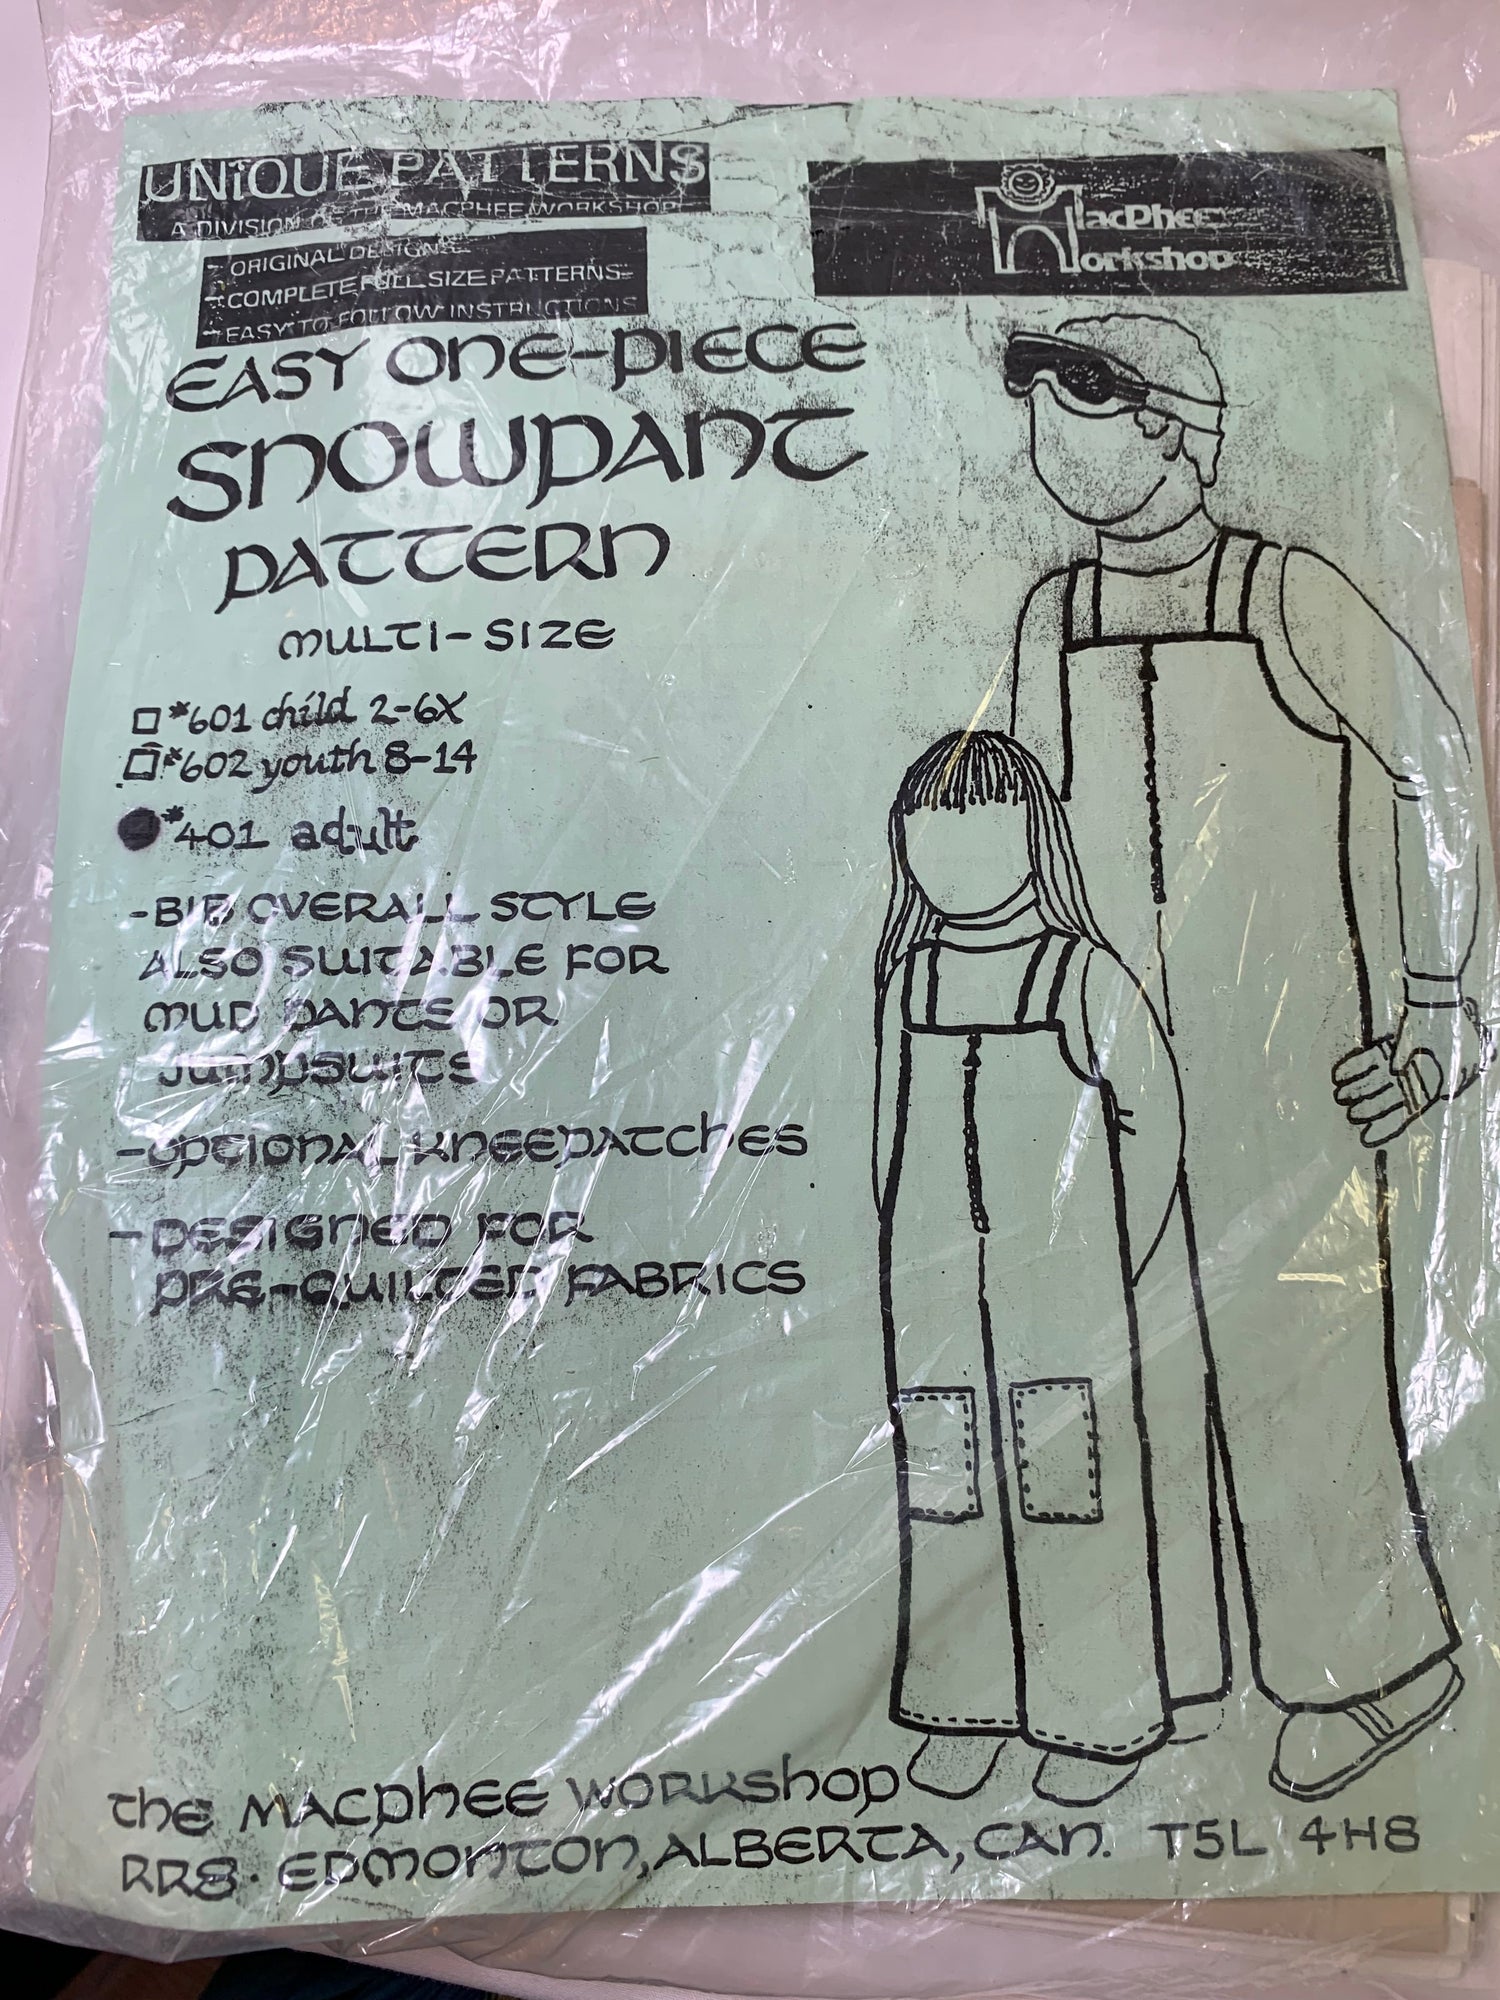 UNIQUE PATTERNS
A DIVISION OF THE MACPHEE WORKSHOP
- ORIGINAL DESIGNS
- COMPLETE FULL SIZE PATTERNS
- EASY TO FOLLOW INSTRUCTIONS
MacPhee
Workshop
EASY ONE-PIECE
SNOWPANT
PATTERN
MULTI-SIZE
*601 child 2-6X
*602 youth 8-14
*401 adult
-BIB OVERALL STYLE
ALSO SUITABLE FOR
MUD PANTS OR
JUMPSUITS
-OPTIONAL KNEEPATCHES
-DESIGNED FOR
PRE-QUILTED FABRICS
the MACPHEE WORKSHOP
RR8 · EDMONTON, ALBERTA, CAN. T5L 4H8